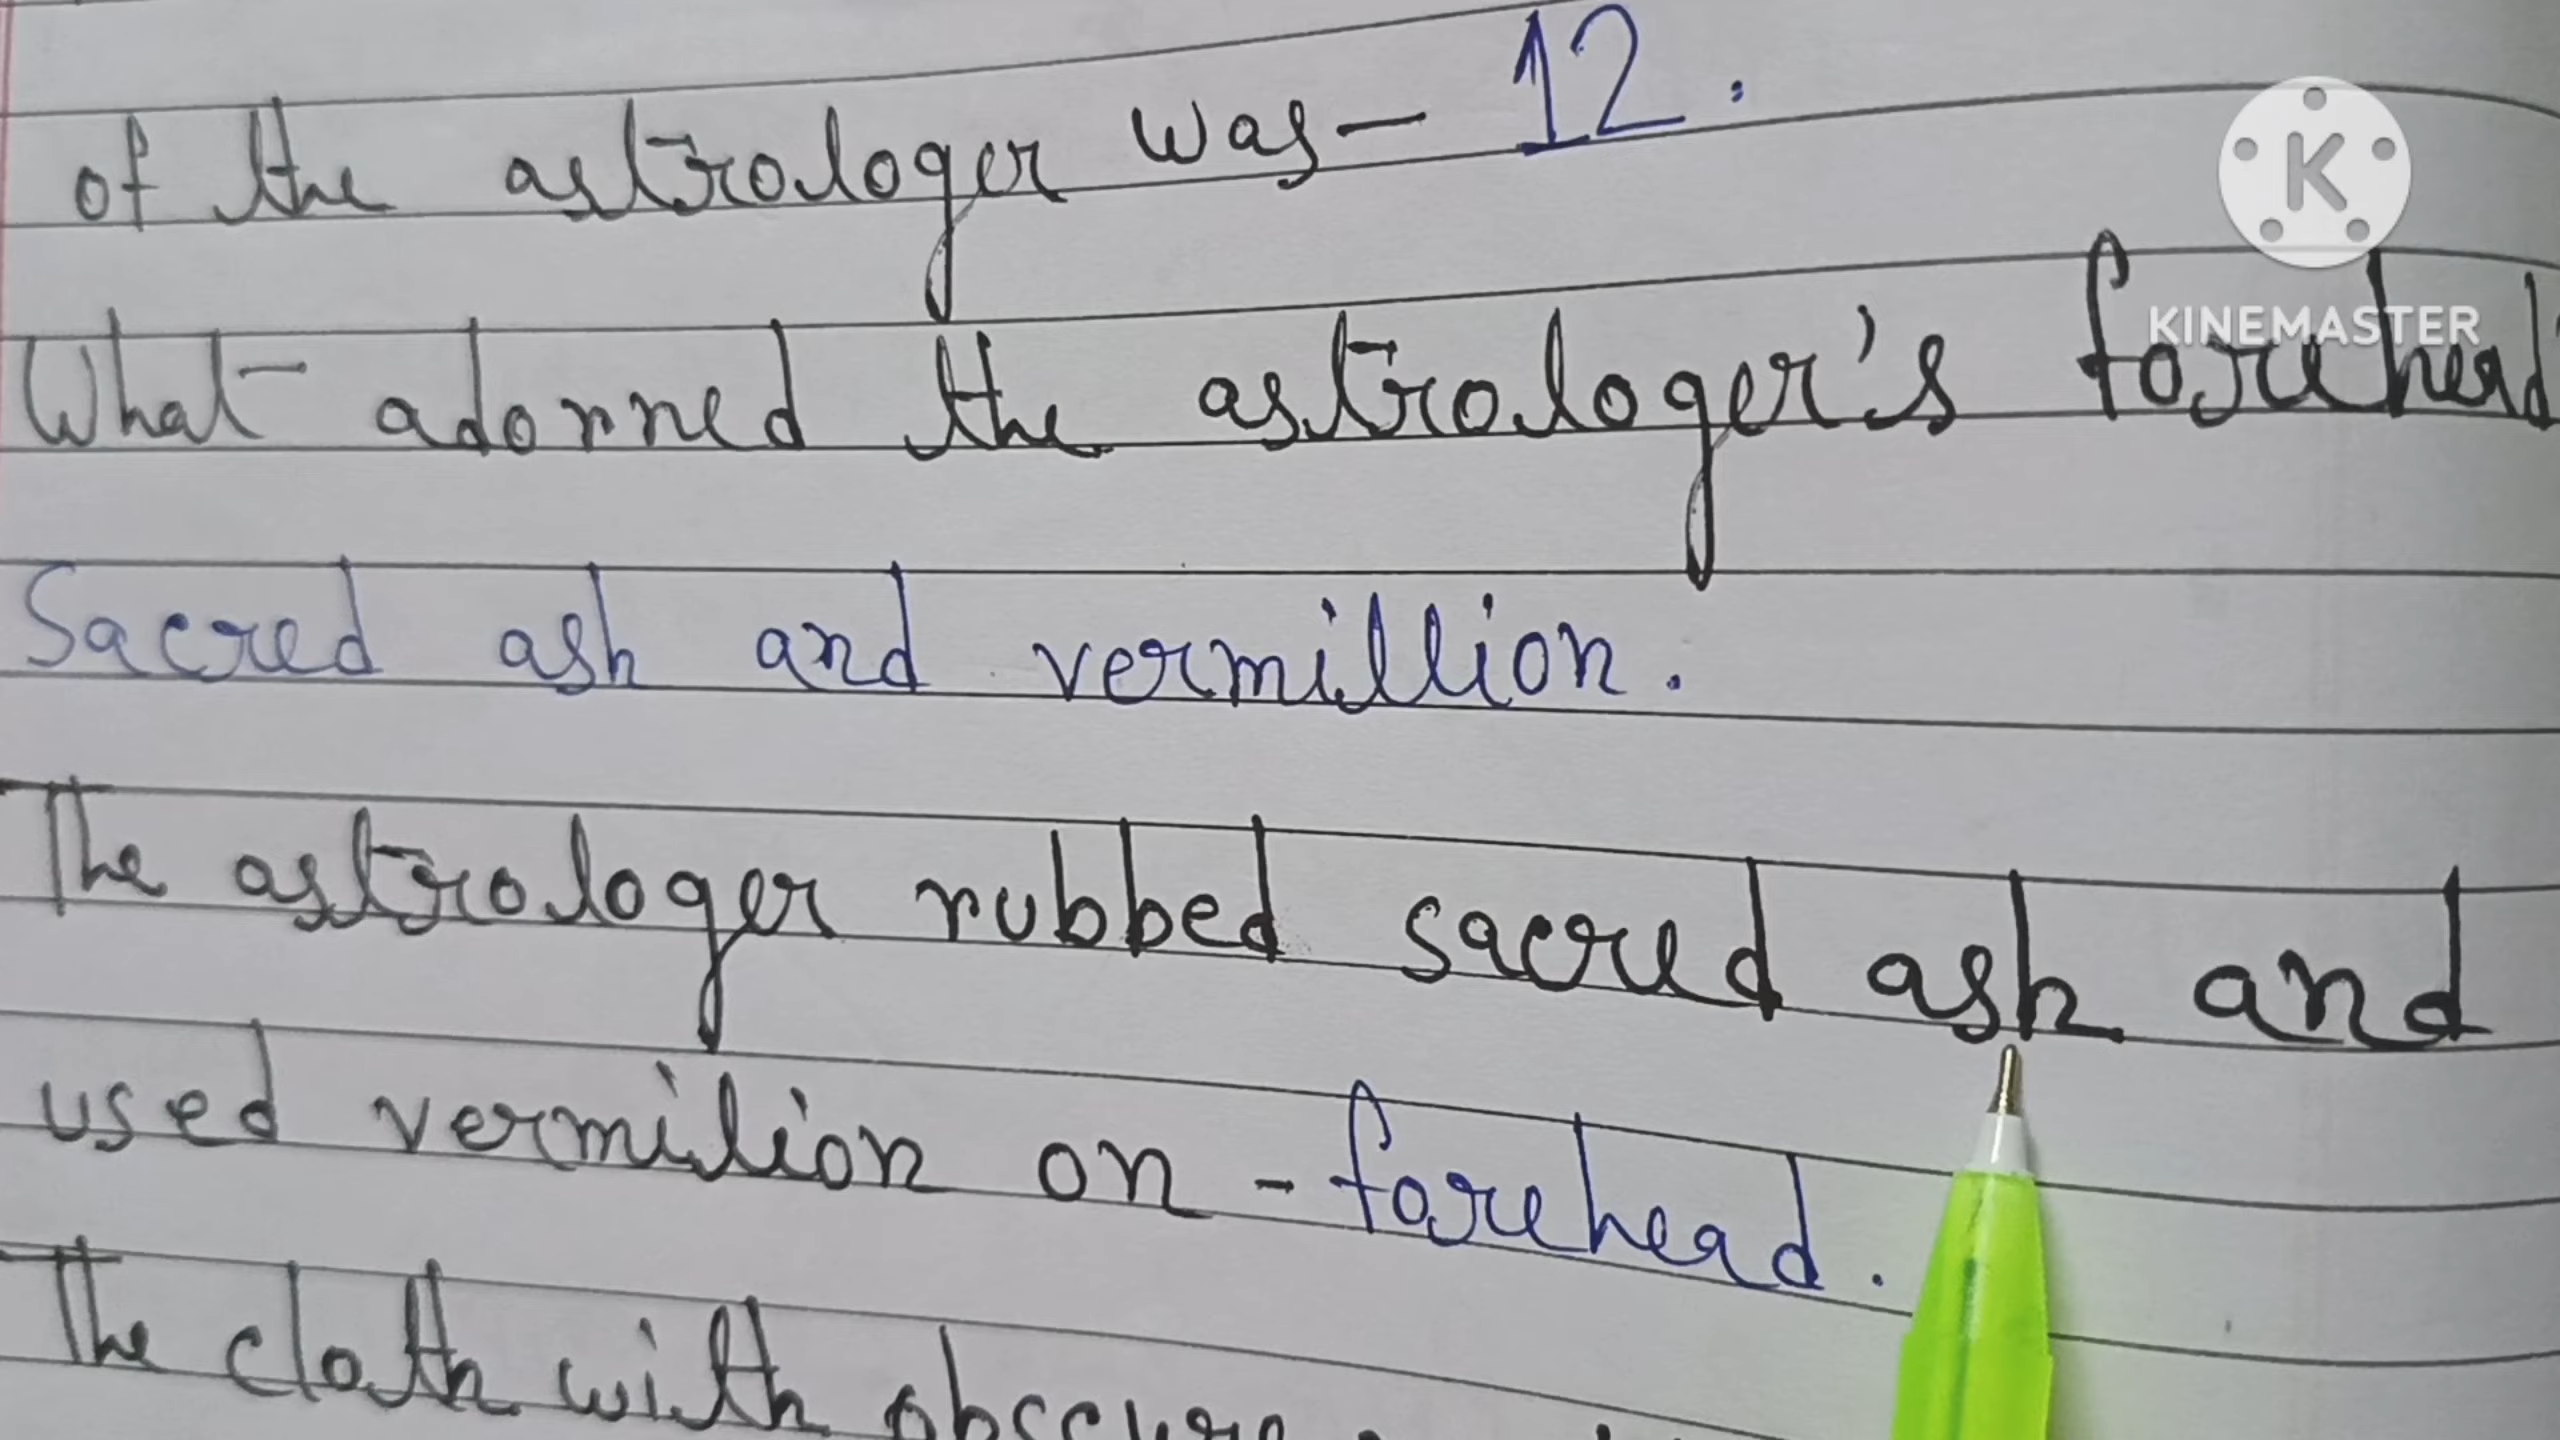 of the astrologer was- 12.
K
KINEMASTER
What adorned the astrologer's forehead
Sacred ash and vermillion.
The astrologer rubbed sacred ash and
used vermilion on - forehead.
The cloth with obscure